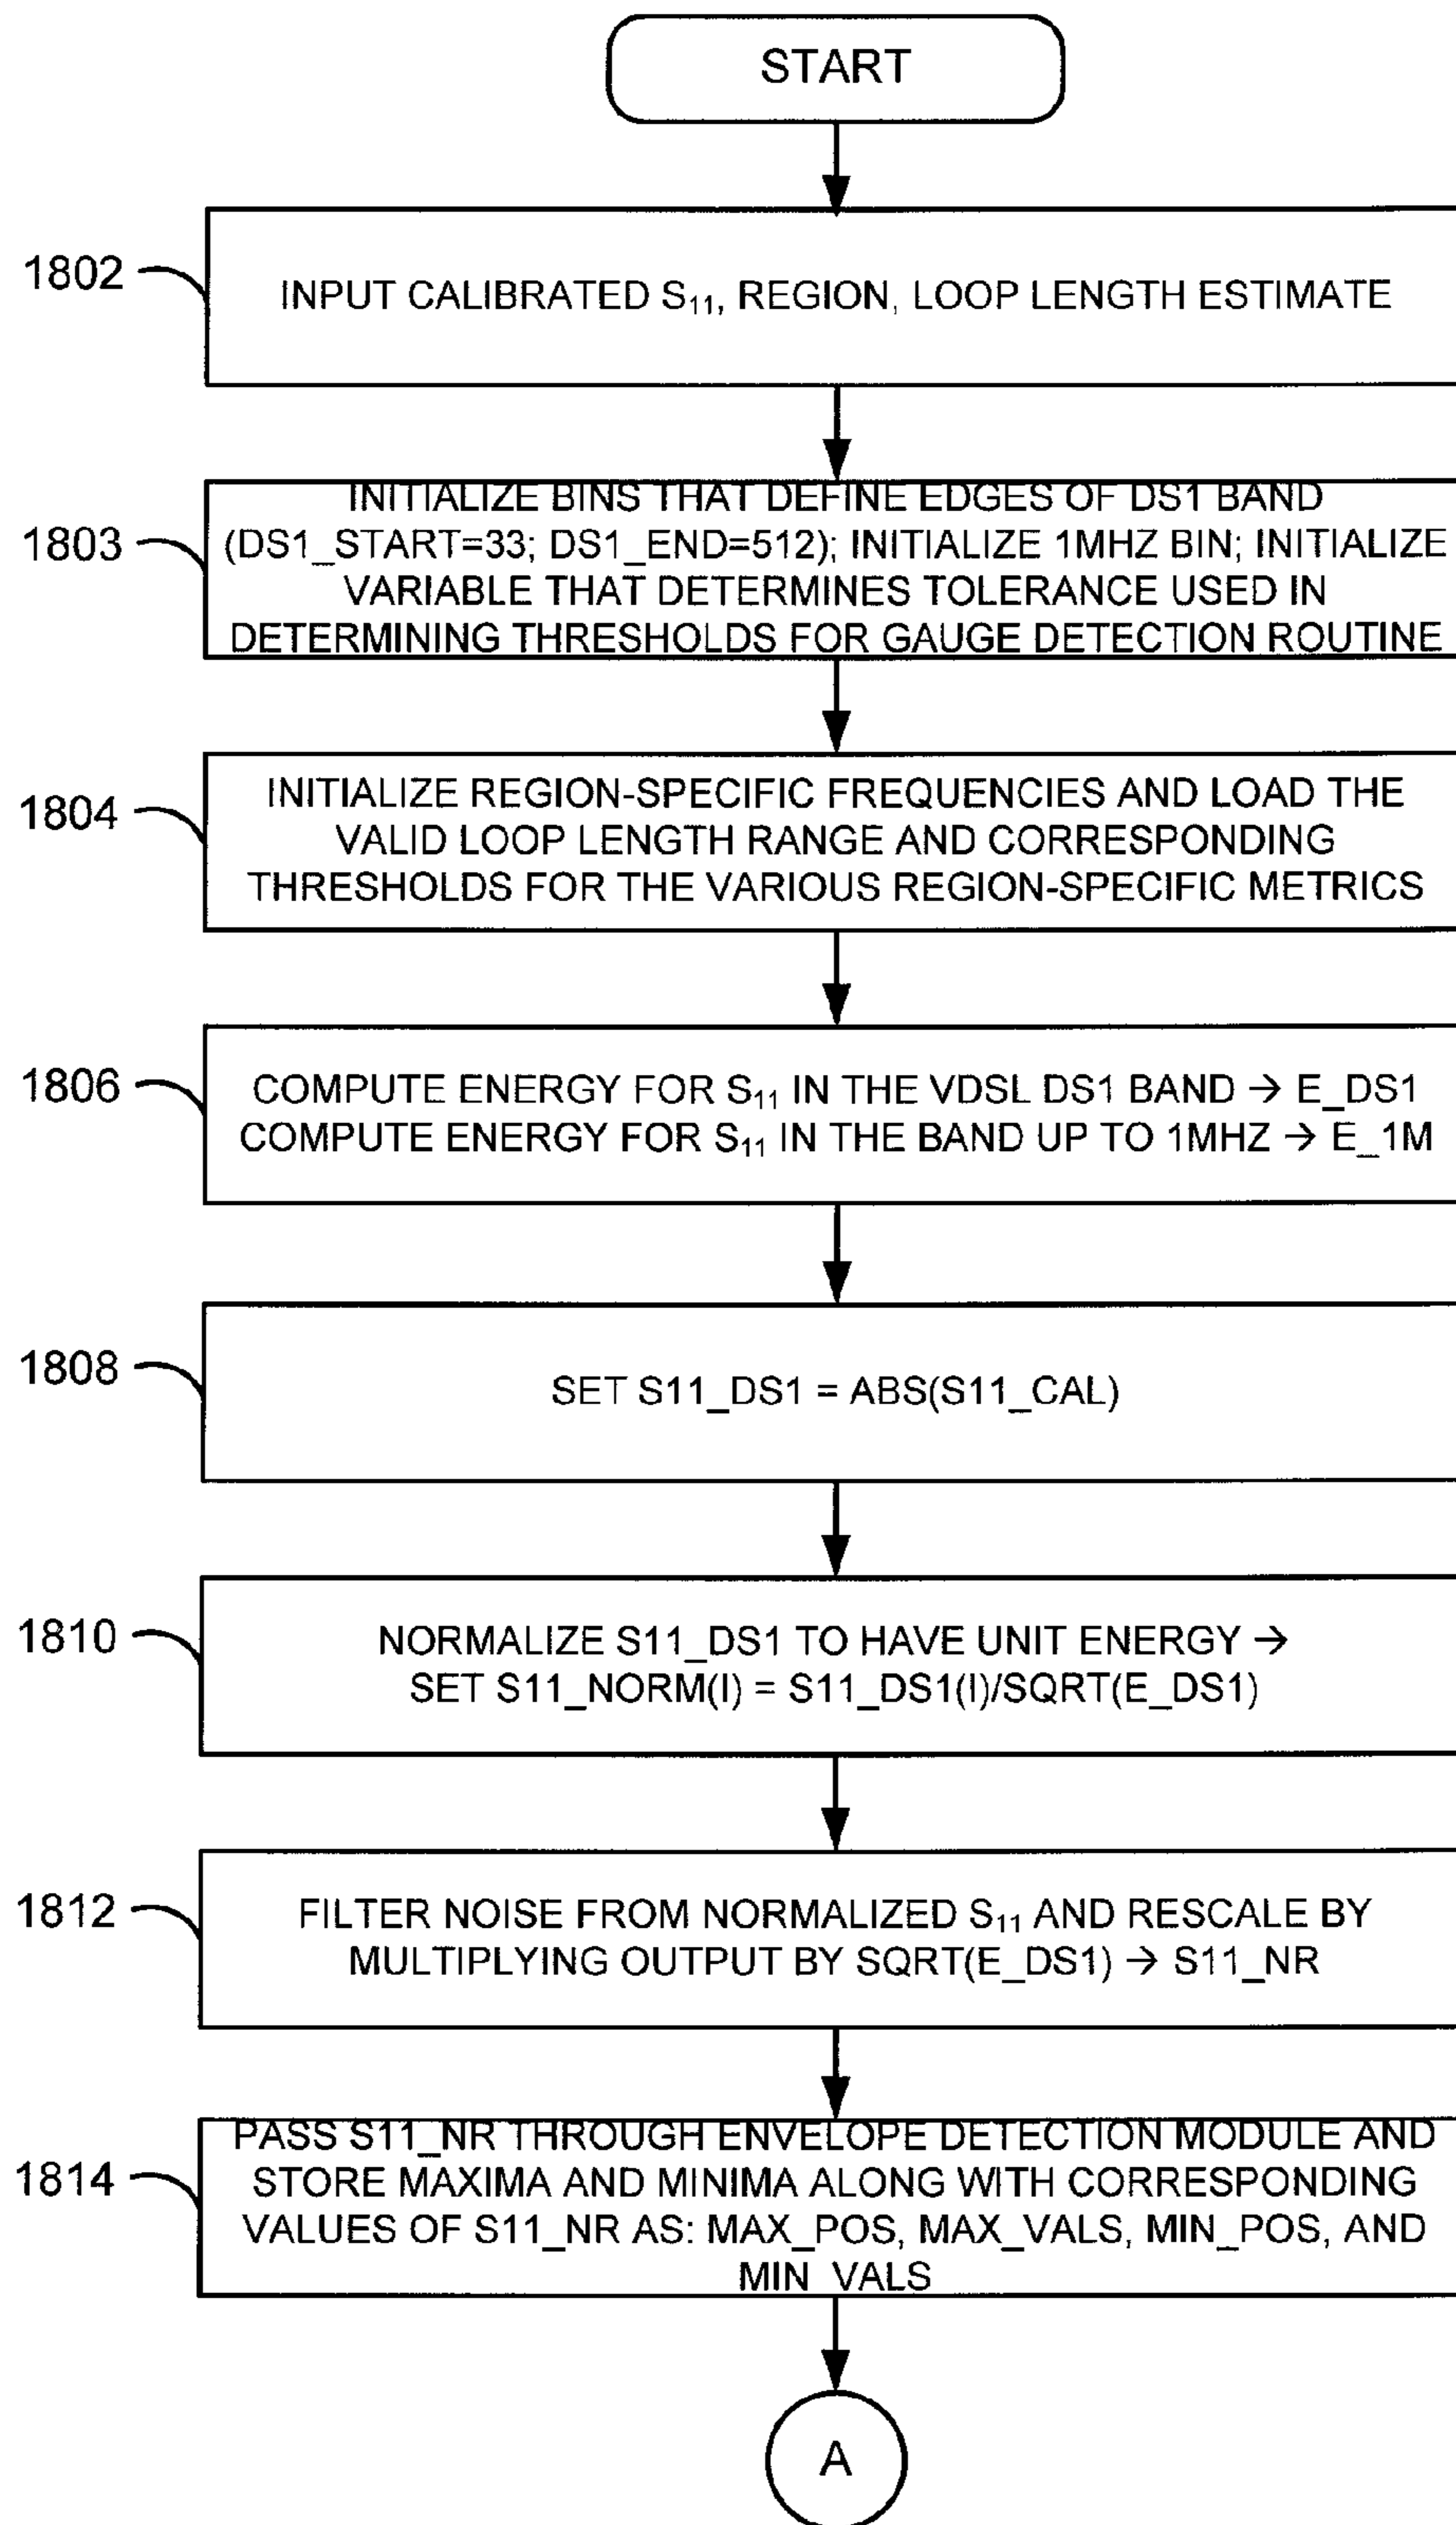 START
1802
INPUT CALIBRATED S₁₁, REGION, LOOP LENGTH ESTIMATE
1803
INITIALIZE BINS THAT DEFINE EDGES OF DS1 BAND
(DS1_START=33; DS1_END=512); INITIALIZE 1MHZ BIN; INITIALIZE
VARIABLE THAT DETERMINES TOLERANCE USED IN
DETERMINING THRESHOLDS FOR GAUGE DETECTION ROUTINE
1804
INITIALIZE REGION-SPECIFIC FREQUENCIES AND LOAD THE
VALID LOOP LENGTH RANGE AND CORRESPONDING
THRESHOLDS FOR THE VARIOUS REGION-SPECIFIC METRICS
1806
COMPUTE ENERGY FOR S₁₁ IN THE VDSL DS1 BAND → E_DS1
COMPUTE ENERGY FOR S₁₁ IN THE BAND UP TO 1MHZ → E_1M
1808
SET S11_DS1 = ABS(S11_CAL)
1810
NORMALIZE S11_DS1 TO HAVE UNIT ENERGY →
SET S11_NORM(I) = S11_DS1(I)/SQRT(E_DS1)
1812
FILTER NOISE FROM NORMALIZED S₁₁ AND RESCALE BY
MULTIPLYING OUTPUT BY SQRT(E_DS1) → S11_NR
1814
PASS S11_NR THROUGH ENVELOPE DETECTION MODULE AND
STORE MAXIMA AND MINIMA ALONG WITH CORRESPONDING
VALUES OF S11_NR AS: MAX_POS, MAX_VALS, MIN_POS, AND
MIN_VALS
A